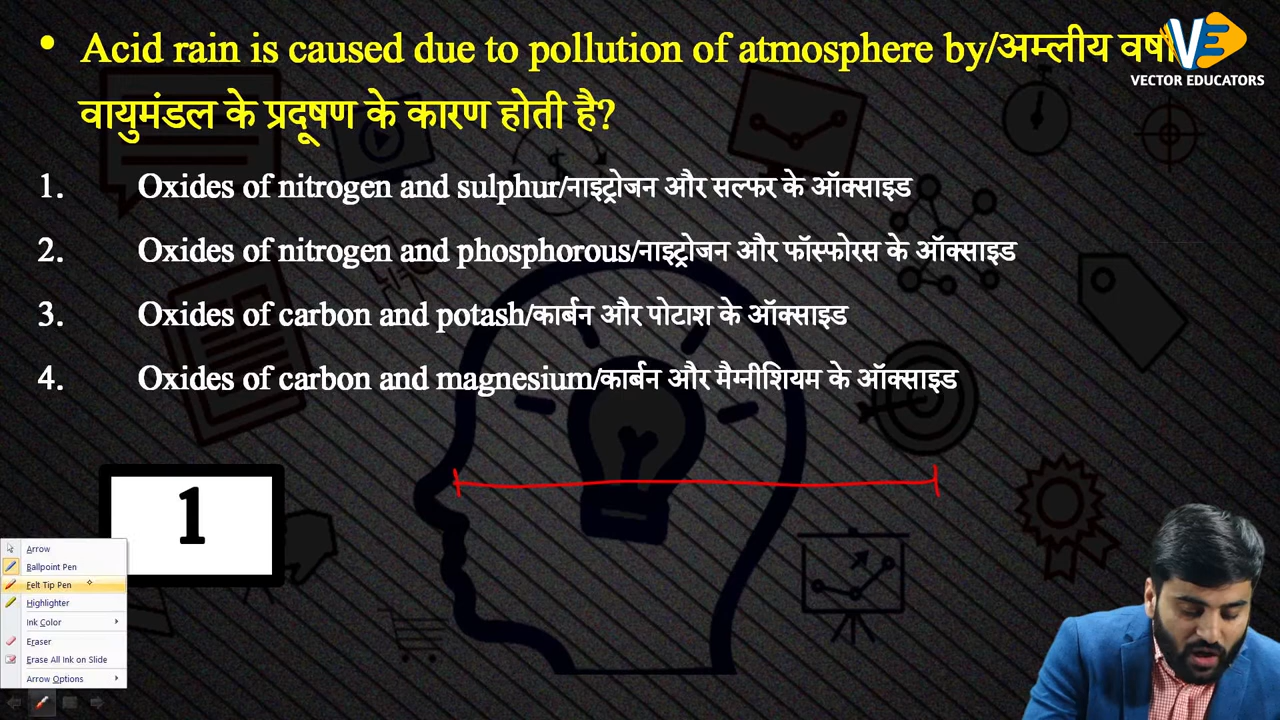 • Acid rain is caused due to pollution of atmosphere by/अम्लीय वर्षा
वायुमंडल के प्रदूषण के कारण होती है?
VECTOR EDUCATORS
1. Oxides of nitrogen and sulphur/नाइट्रोजन और सल्फर के ऑक्साइड
2. Oxides of nitrogen and phosphorous/नाइट्रोजन और फॉस्फोरस के ऑक्साइड
3. Oxides of carbon and potash/कार्बन और पोटाश के ऑक्साइड
4. Oxides of carbon and magnesium/कार्बन और मैग्नीशियम के ऑक्साइड
1
Arrow
Ballpoint Pen
Felt Tip Pen
Highlighter
Ink Color
Eraser
Erase All Ink on Slide
Arrow Options